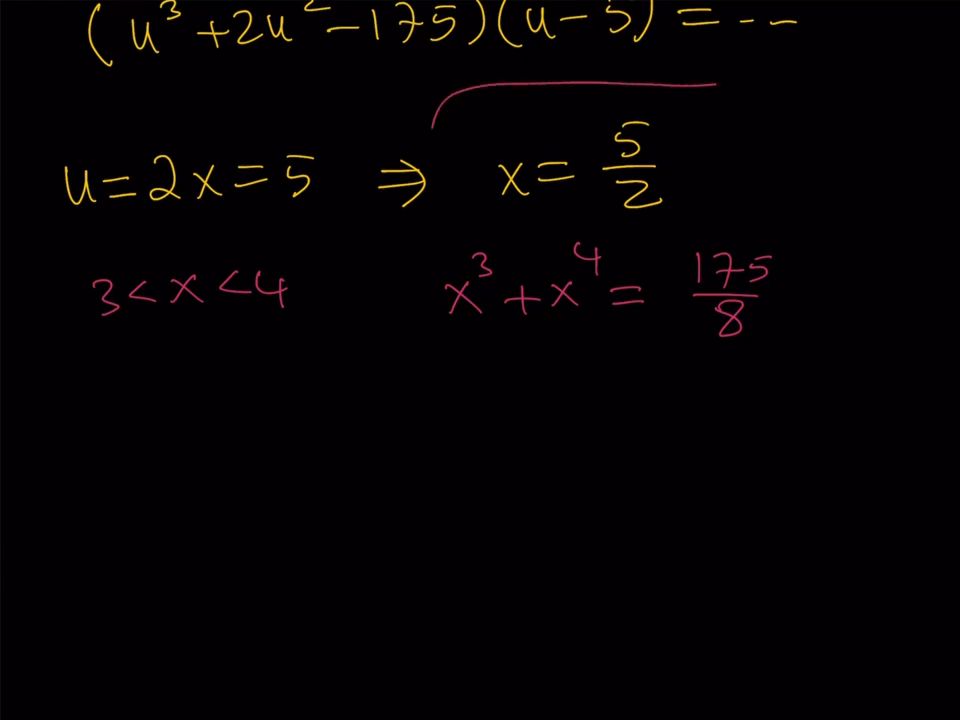 (u³+2u²-175)(u-5)=---
u=2x=5 ⇒ x=5/2
3<x<4 x³+x⁴=175/8